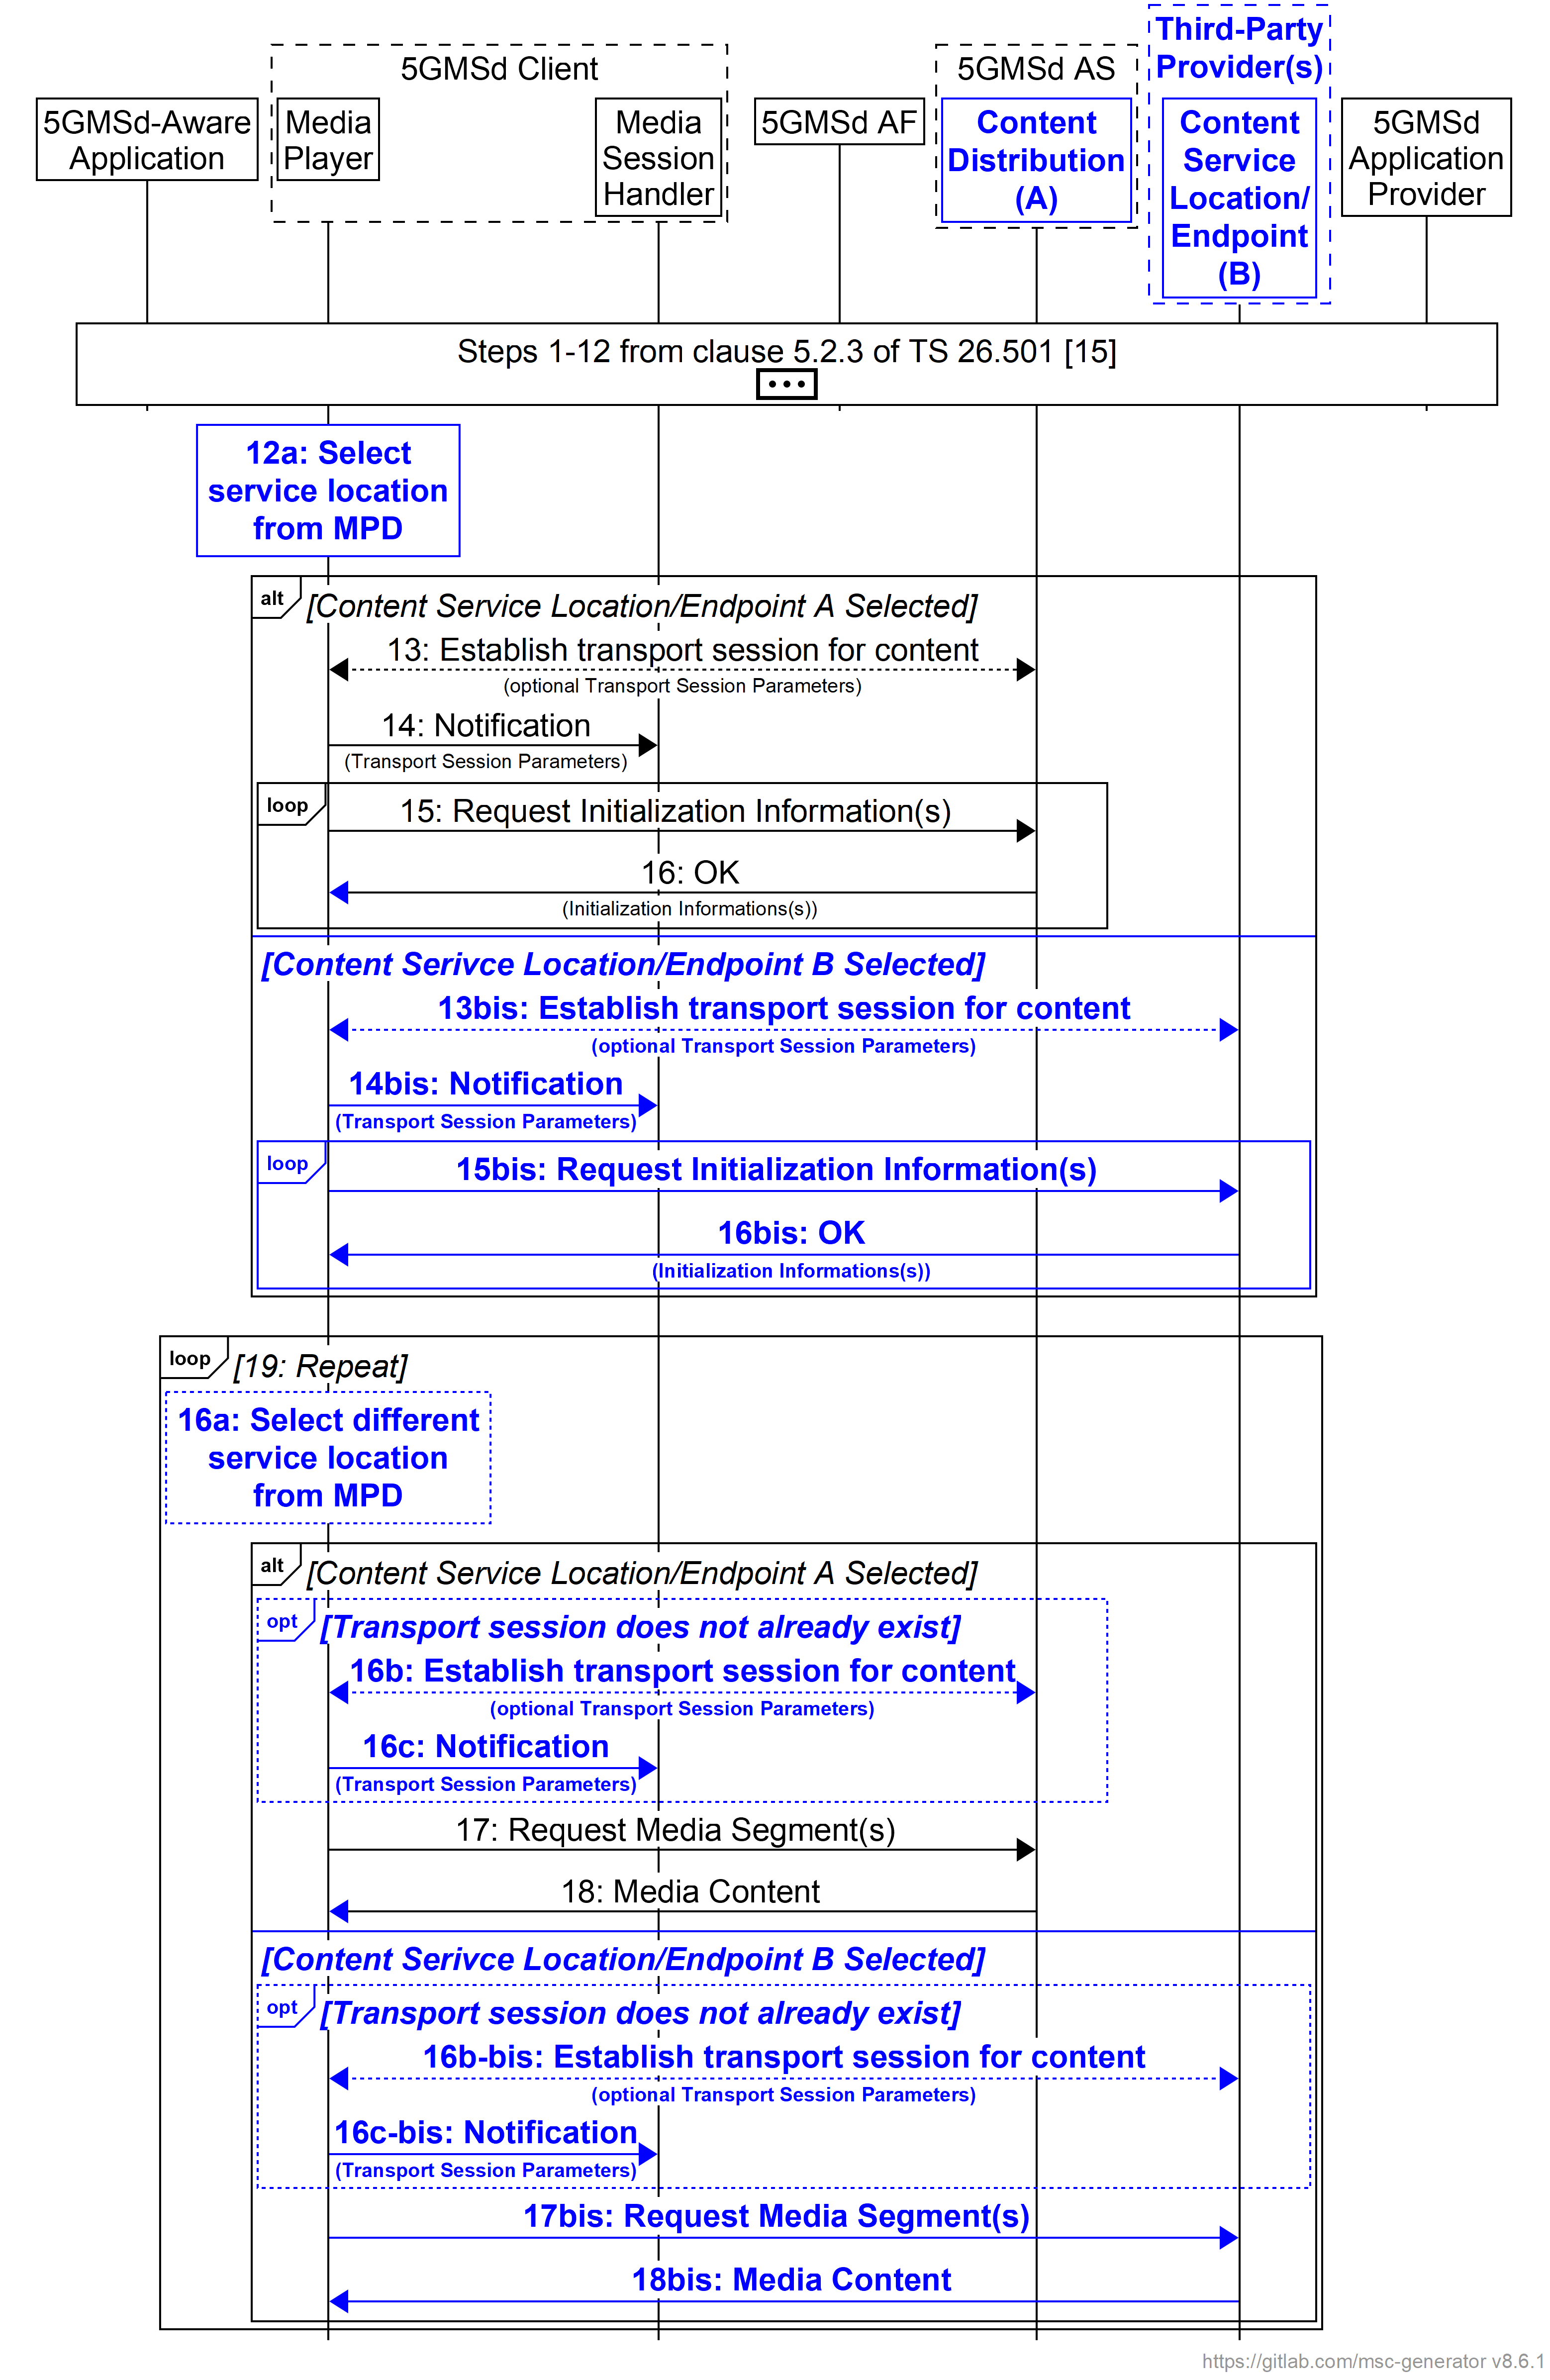 Third-Party
Provider(s)
5GMSd Client
5GMSd AS
5GMSd-Aware
Application
Media
Player
Media
Session
Handler
5GMSd AF
Content
Distribution
(A)
Content
Service
Location/
Endpoint
(B)
5GMSd
Application
Provider
Steps 1-12 from clause 5.2.3 of TS 26.501 [15]
12a: Select
service location
from MPD
alt
[Content Service Location/Endpoint A Selected]
13: Establish transport session for content
(optional Transport Session Parameters)
14: Notification
(Transport Session Parameters)
loop
15: Request Initialization Information(s)
16: OK
(Initialization Informations(s))
[Content Serivce Location/Endpoint B Selected]
13bis: Establish transport session for content
(optional Transport Session Parameters)
14bis: Notification
(Transport Session Parameters)
loop
15bis: Request Initialization Information(s)
16bis: OK
(Initialization Informations(s))
loop
[19: Repeat]
16a: Select different
service location
from MPD
alt
[Content Service Location/Endpoint A Selected]
opt
[Transport session does not already exist]
16b: Establish transport session for content
(optional Transport Session Parameters)
16c: Notification
(Transport Session Parameters)
17: Request Media Segment(s)
18: Media Content
[Content Serivce Location/Endpoint B Selected]
opt
[Transport session does not already exist]
16b-bis: Establish transport session for content
(optional Transport Session Parameters)
16c-bis: Notification
(Transport Session Parameters)
17bis: Request Media Segment(s)
18bis: Media Content
https://gitlab.com/msc-generator v8.6.1